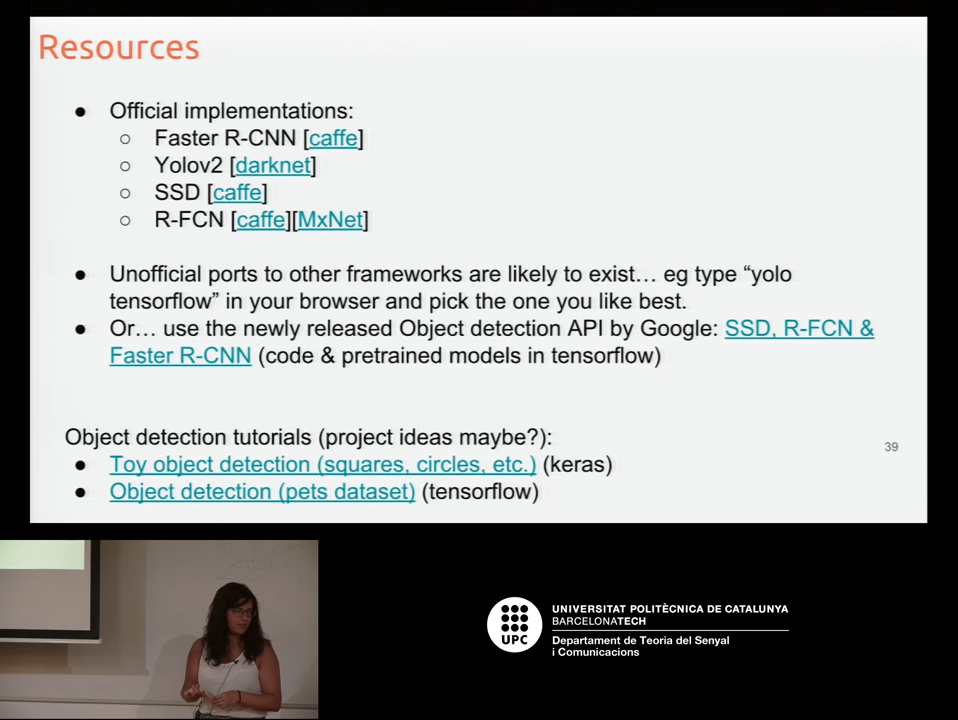 Resources
● Official implementations:
○ Faster R-CNN [caffe]
○ Yolov2 [darknet]
○ SSD [caffe]
○ R-FCN [caffe][MxNet]
● Unofficial ports to other frameworks are likely to exist… eg type “yolo
tensorflow” in your browser and pick the one you like best.
● Or… use the newly released Object detection API by Google: SSD, R-FCN &
Faster R-CNN (code & pretrained models in tensorflow)
Object detection tutorials (project ideas maybe?):
39
● Toy object detection (squares, circles, etc.) (keras)
● Object detection (pets dataset) (tensorflow)
UPC
UNIVERSITAT POLITÈCNICA DE CATALUNYA
BARCELONATECH
Departament de Teoria del Senyal
i Comunicacions